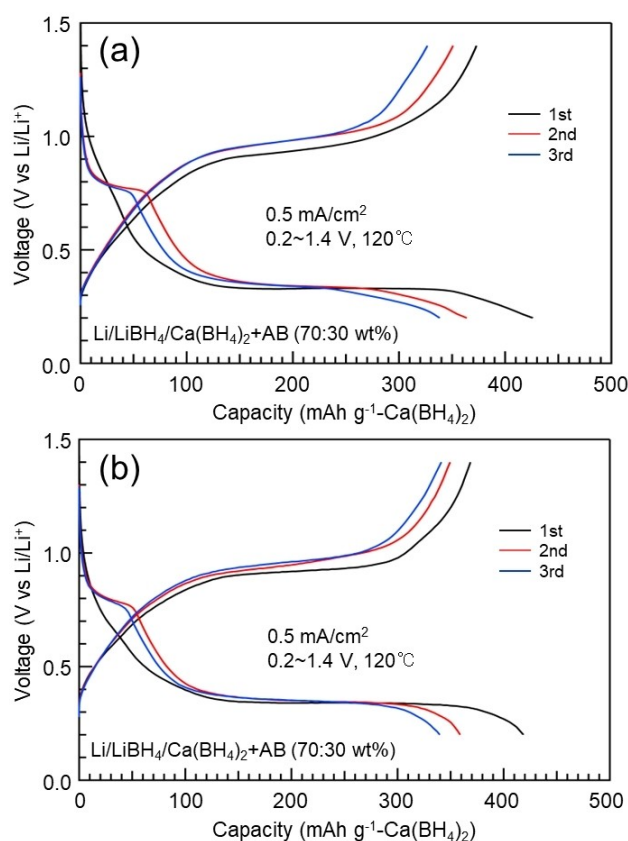 (a)
1.5
1.0
0.5
0.0
Voltage (V vs Li/Li⁺)
1st
2nd
3rd
0.5 mA/cm²
0.2~1.4 V, 120℃
Li/LiBH₄/Ca(BH₄)₂+AB (70:30 wt%)
0 100 200 300 400 500
Capacity (mAh g⁻¹-Ca(BH₄)₂)
(b)
1.5
1.0
0.5
0.0
Voltage (V vs Li/Li⁺)
1st
2nd
3rd
0.5 mA/cm²
0.2~1.4 V, 120℃
Li/LiBH₄/Ca(BH₄)₂+AB (70:30 wt%)
0 100 200 300 400 500
Capacity (mAh g⁻¹-Ca(BH₄)₂)